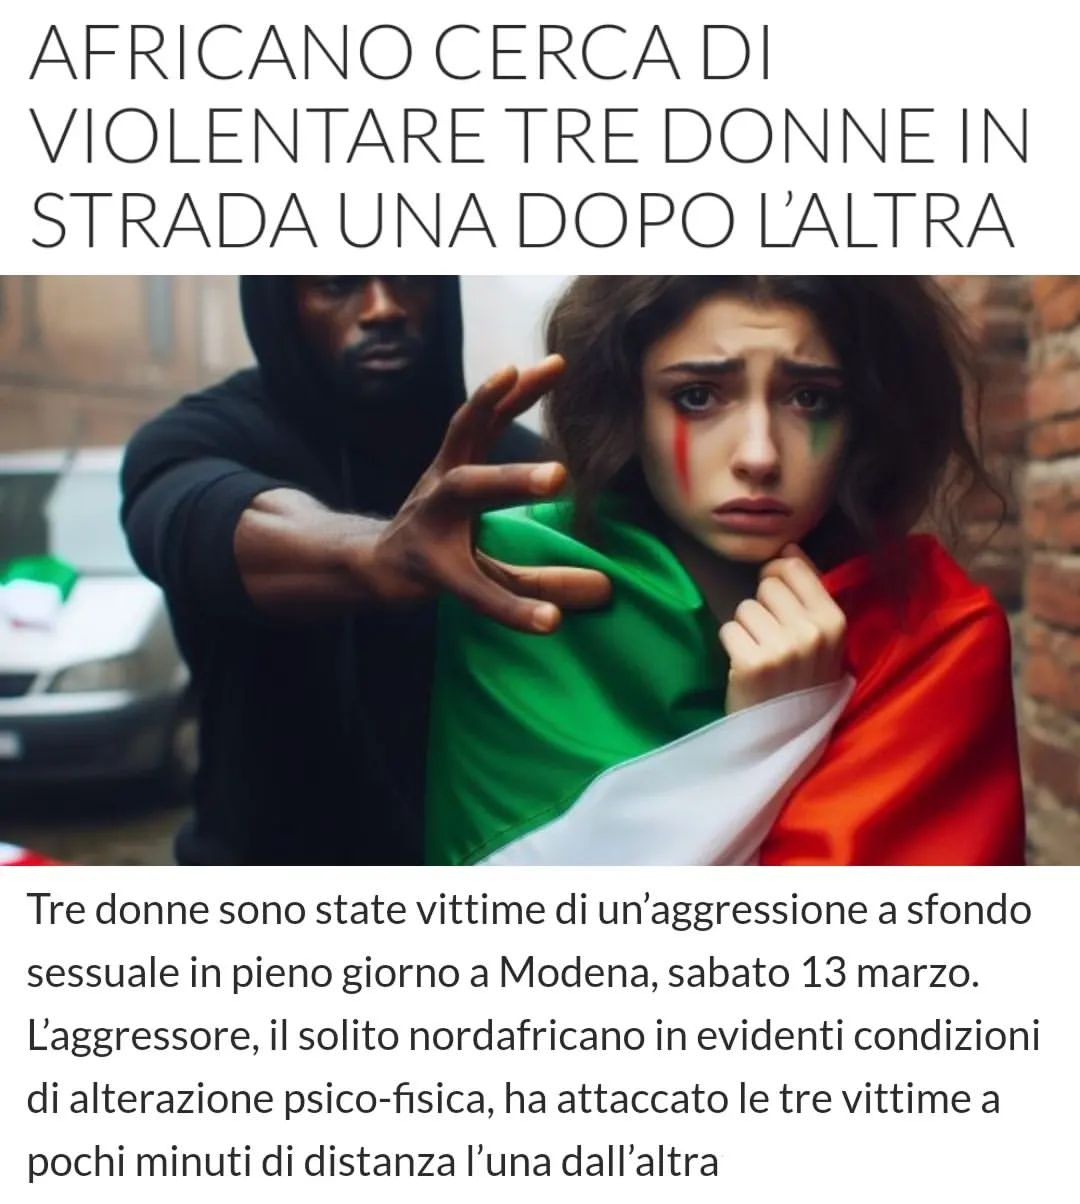 AFRICANO CERCA DI
VIOLENTARE TRE DONNE IN
STRADA UNA DOPO L’ALTRA
Tre donne sono state vittime di un’aggressione a sfondo
sessuale in pieno giorno a Modena, sabato 13 marzo.
L’aggressore, il solito nordafricano in evidenti condizioni
di alterazione psico-fisica, ha attaccato le tre vittime a
pochi minuti di distanza l’una dall’altra